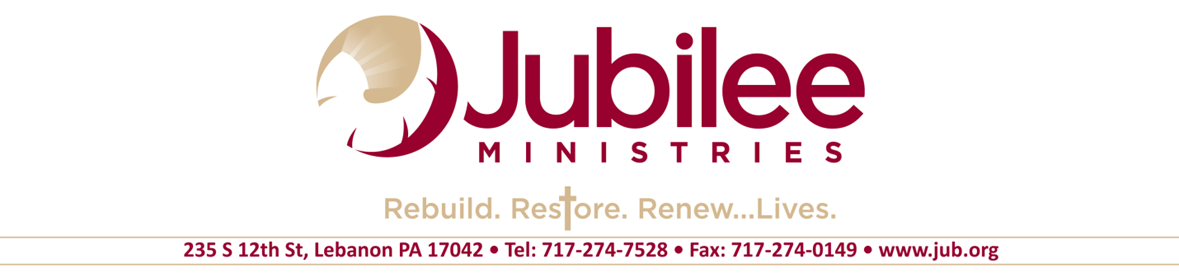 Jubilee
MINISTRIES
Rebuild. Restore. Renew...Lives.
235 S 12th St, Lebanon PA 17042 • Tel: 717-274-7528 • Fax: 717-274-0149 • www.jub.org